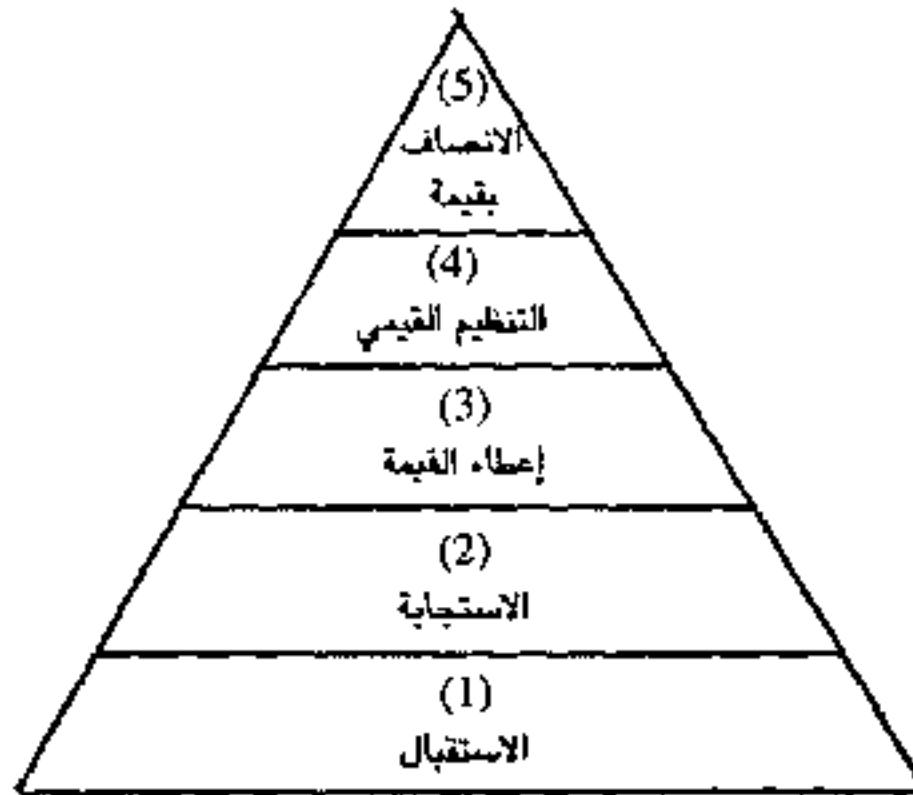 (5)
الاتصاف
بقيمة
(4)
التنظيم القيمي
(3)
إعطاء القيمة
(2)
الاستجابة
(1)
الاستقبال